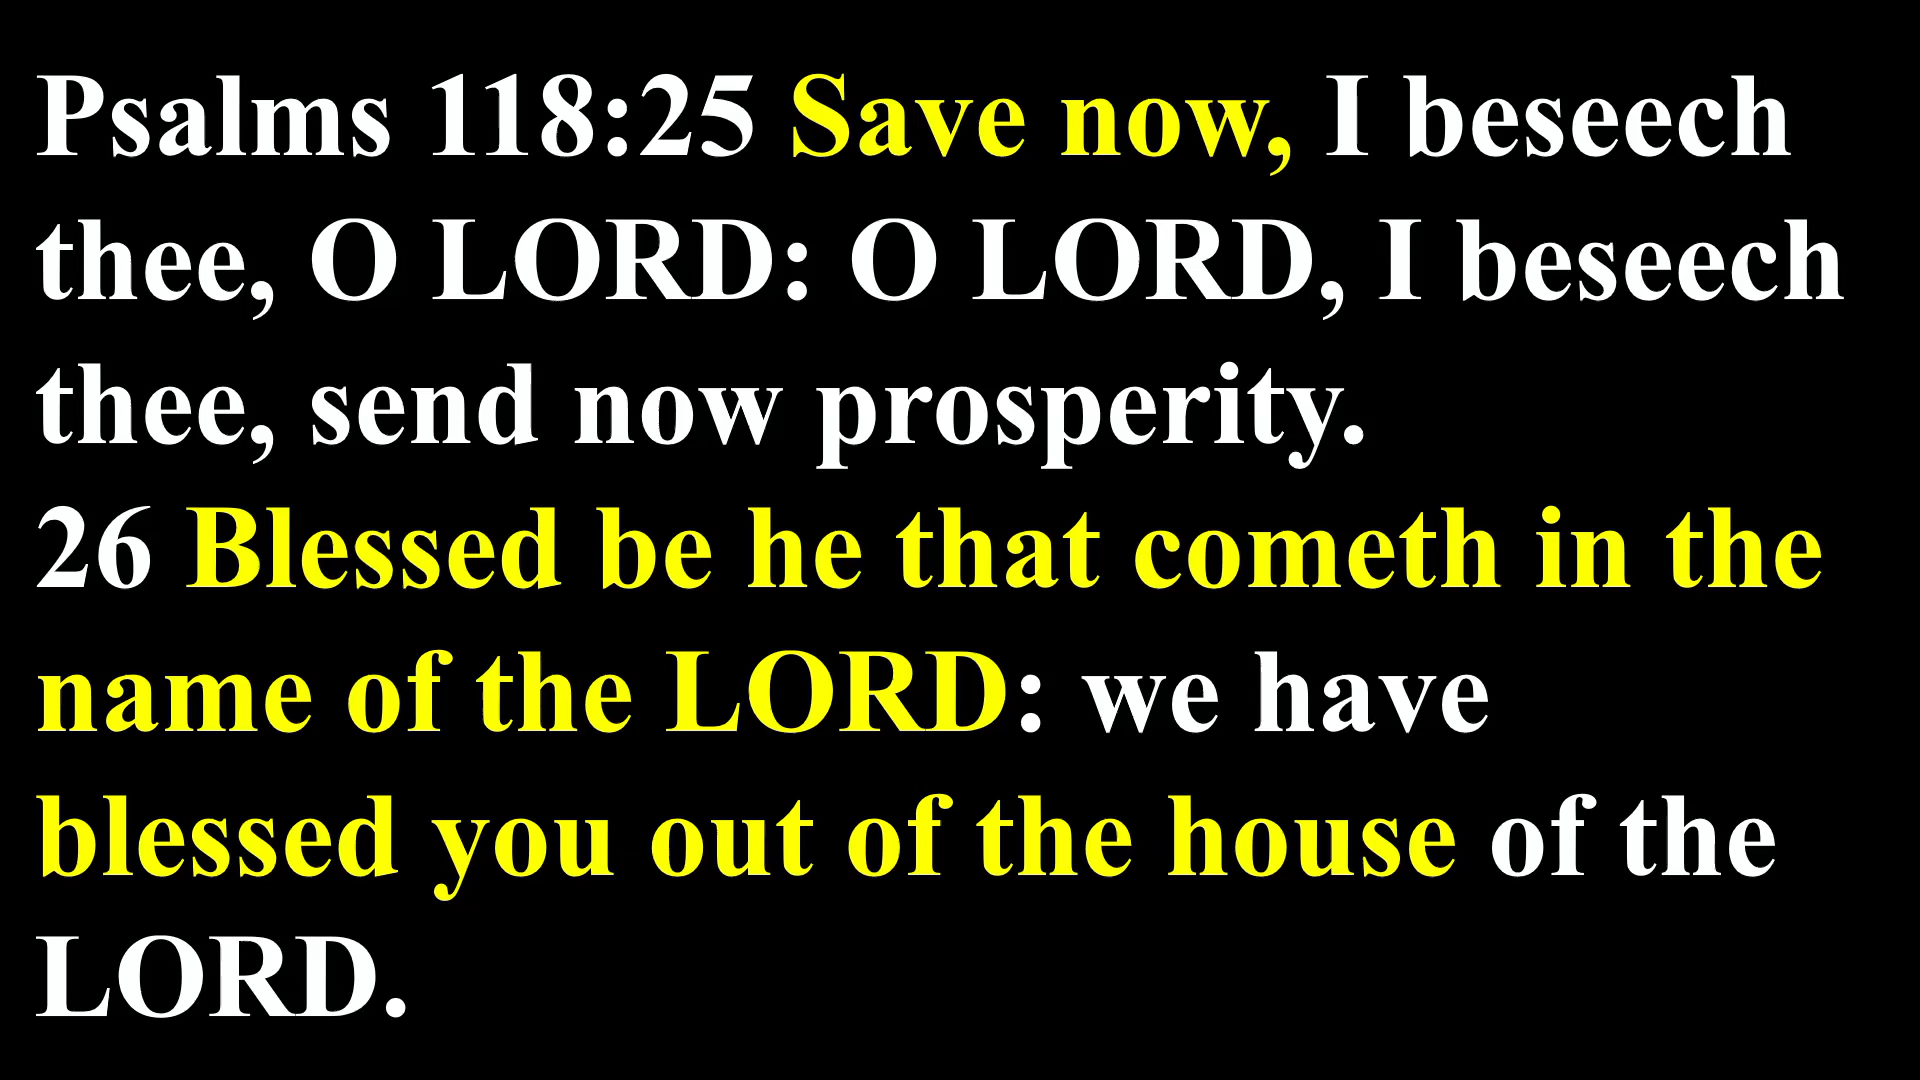 Psalms 118:25 Save now, I beseech
thee, O LORD: O LORD, I beseech
thee, send now prosperity.
26 Blessed be he that cometh in the
name of the LORD: we have
blessed you out of the house of the
LORD.